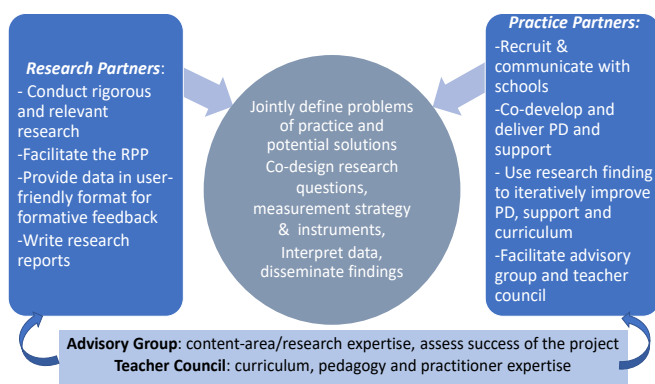 Research Partners:
- Conduct rigorous
and relevant
research
-Facilitate the RPP
-Provide data in user-
friendly format for
formative feedback
-Write research
reports
Jointly define problems
of practice and
potential solutions
Co-design research
questions,
measurement strategy
& instruments,
Interpret data,
disseminate findings
Practice Partners:
-Recruit &
communicate with
schools
-Co-develop and
deliver PD and
support
- Use research finding
to iteratively improve
PD, support and
curriculum
-Facilitate advisory
group and teacher
council
Advisory Group: content-area/research expertise, assess success of the project
Teacher Council: curriculum, pedagogy and practitioner expertise